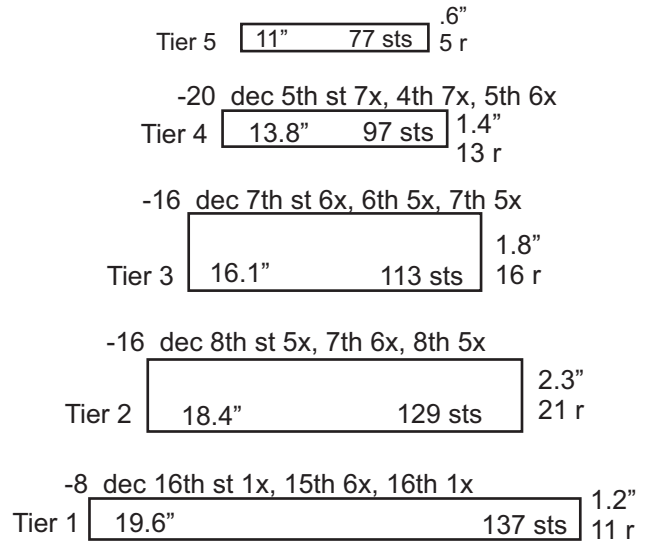 .6”
Tier 5 11” 77 sts 5 r
-20 dec 5th st 7x, 4th 7x, 5th 6x
Tier 4 13.8” 97 sts 1.4”
13 r
-16 dec 7th st 6x, 6th 5x, 7th 5x
1.8”
Tier 3 16.1” 113 sts 16 r
-16 dec 8th st 5x, 7th 6x, 8th 5x
2.3”
Tier 2 18.4” 129 sts 21 r
-8 dec 16th st 1x, 15th 6x, 16th 1x
1.2”
Tier 1 19.6” 137 sts 11 r